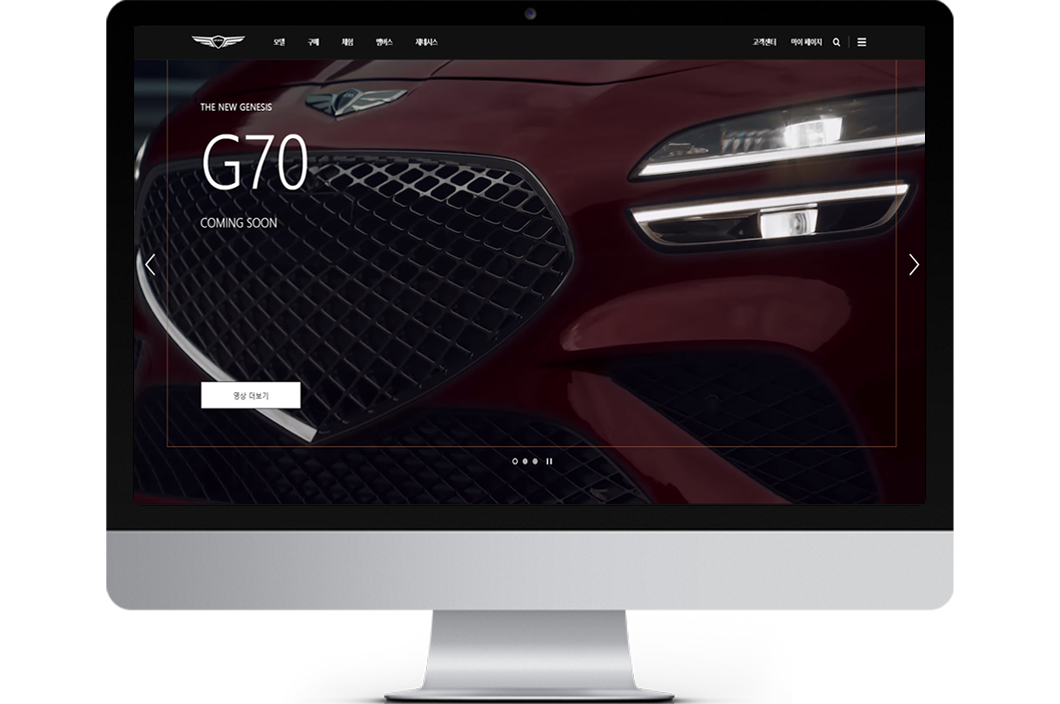 모델 구매 체험 멤버스 제네시스 고객센터 마이 페이지
THE NEW GENESIS
G70
COMING SOON
영상 더보기